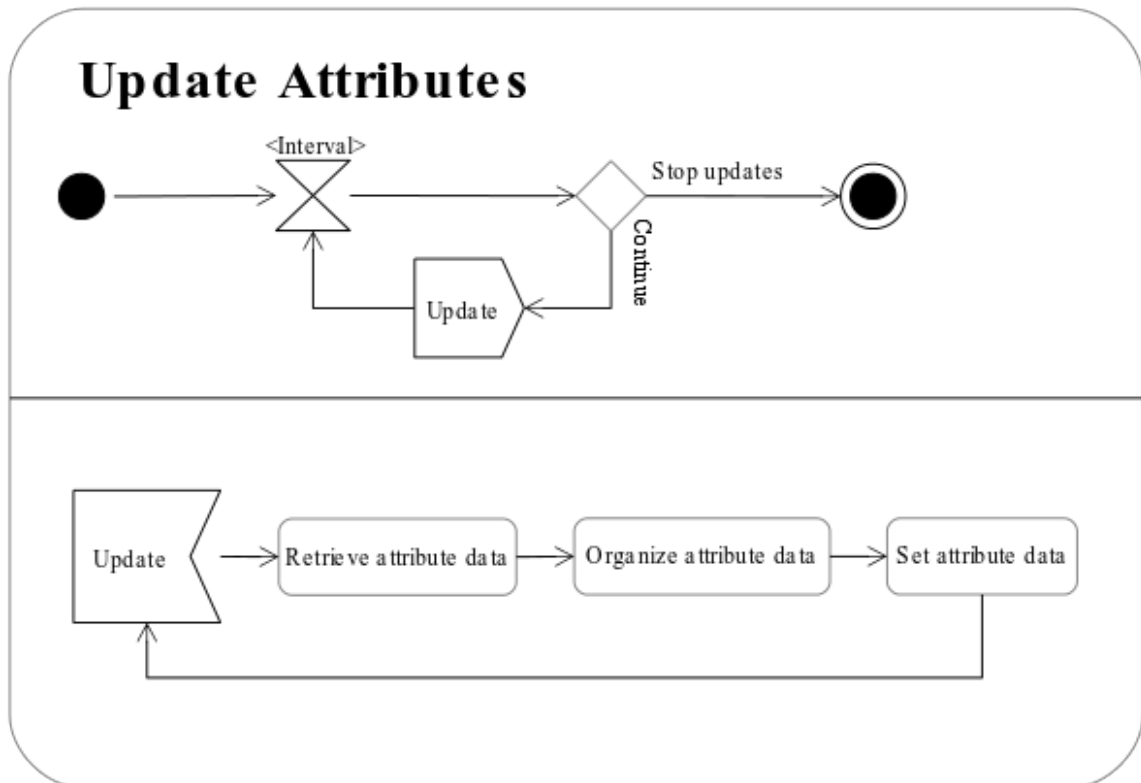 Update Attributes
<Interval>
Stop updates
Continue
Update
Update
Retrieve attribute data
Organize attribute data
Set attribute data